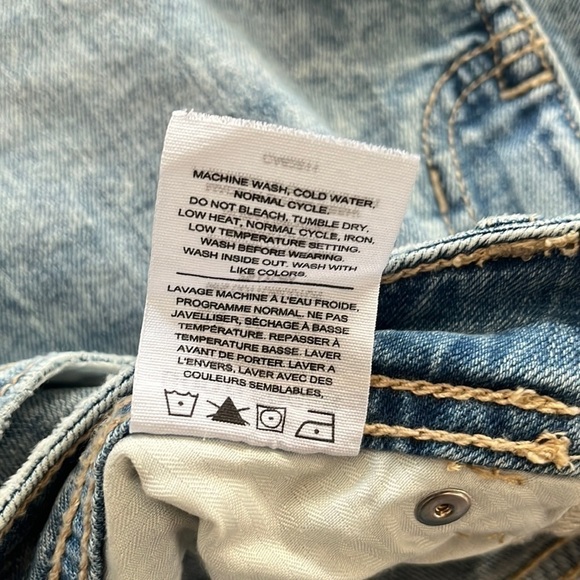 MACHINE WASH, COLD WATER,
NORMAL CYCLE.
DO NOT BLEACH. TUMBLE DRY.
LOW HEAT, NORMAL CYCLE, IRON.
LOW TEMPERATURE SETTING.
WASH BEFORE WEARING.
WASH INSIDE OUT. WASH WITH
LIKE COLORS.
LAVAGE MACHINE À L'EAU FROIDE,
PROGRAMME NORMAL. NE PAS
JAVELLISER, SÉCHAGE À BASSE
TEMPÉRATURE. REPASSER À
TEMPERATURE BASSE. LAVER
AVANT DE PORTER. LAVER À
L'ENVERS, LAVER AVEC DES
COULEURS SEMBLABLES.